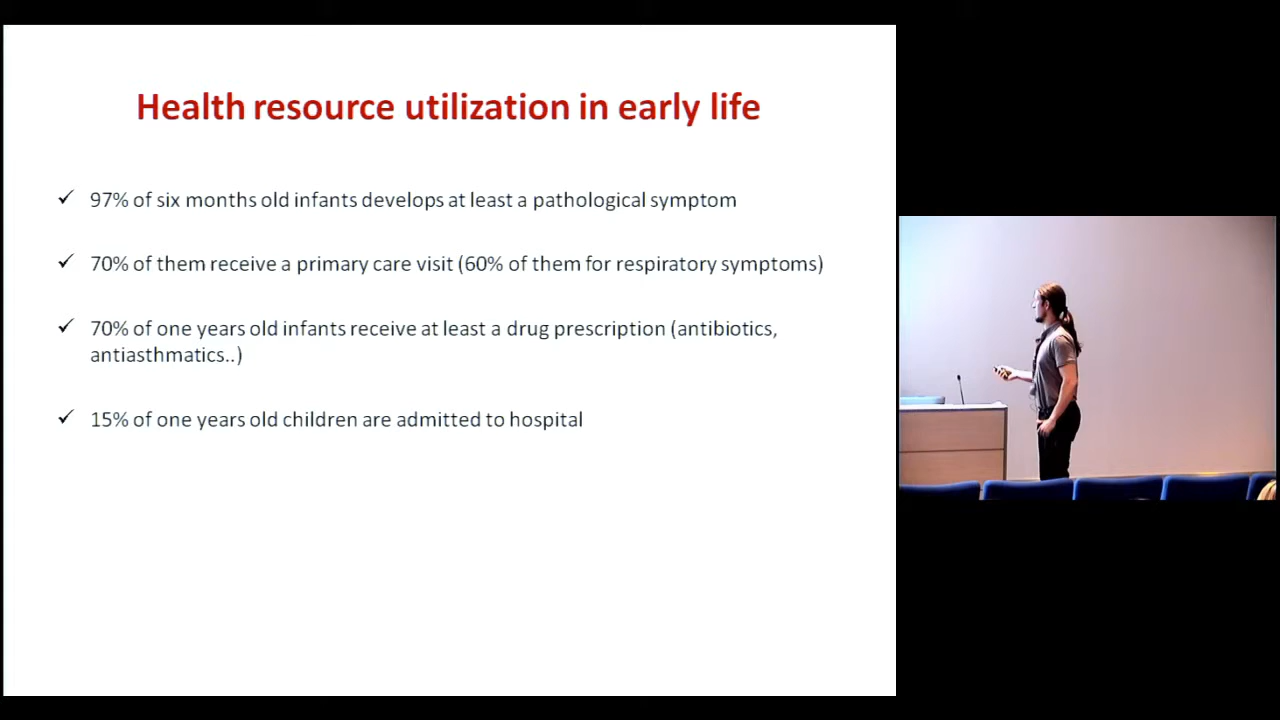 Health resource utilization in early life
97% of six months old infants develops at least a pathological symptom
70% of them receive a primary care visit (60% of them for respiratory symptoms)
70% of one years old infants receive at least a drug prescription (antibiotics,
antiasthmatics..)
15% of one years old children are admitted to hospital